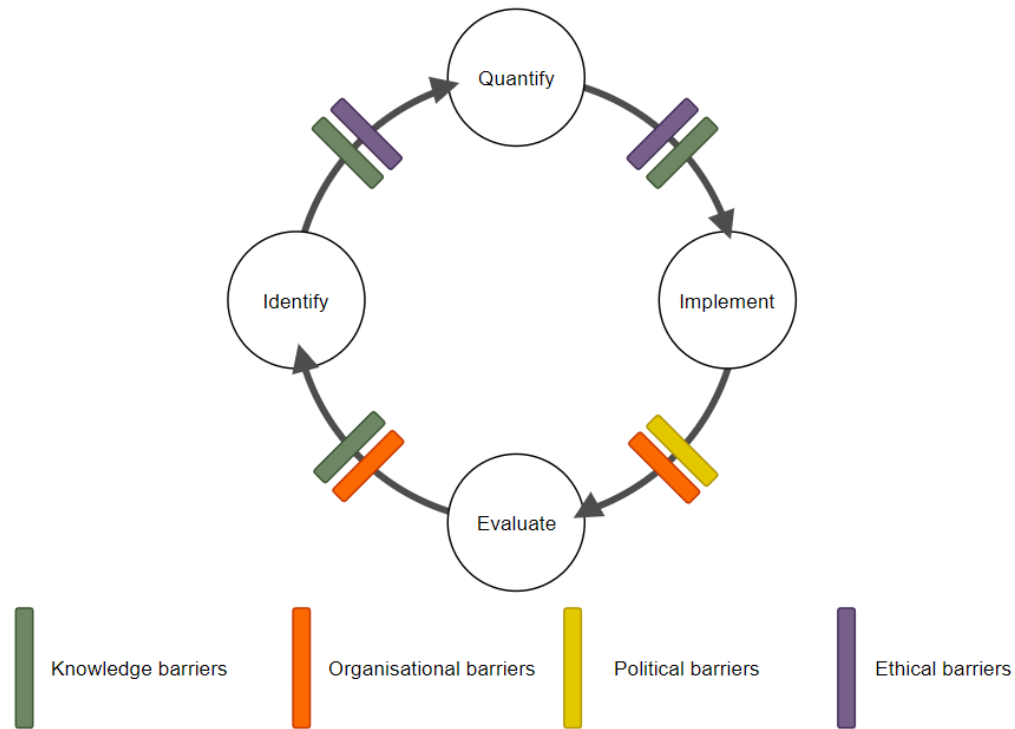 Quantify
Identify
Implement
Evaluate
Knowledge barriers
Organisational barriers
Political barriers
Ethical barriers